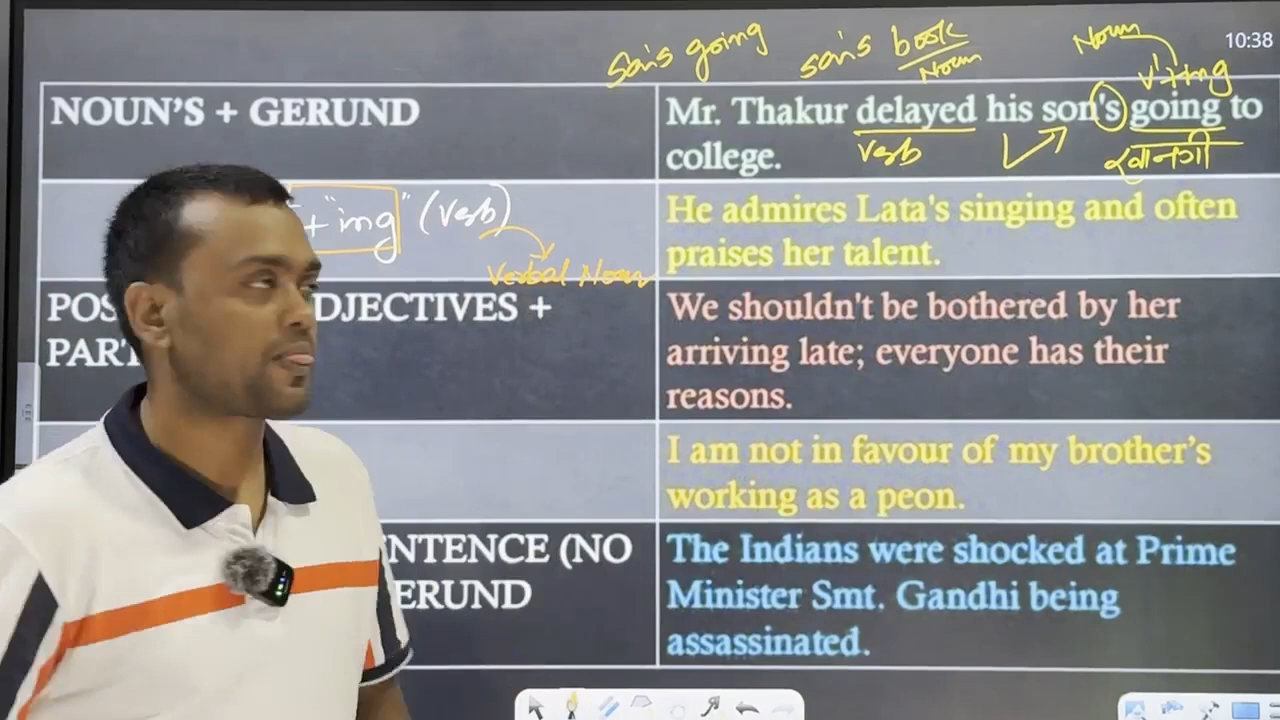 son's going son's book Noun 10:38
Noun V+ing
NOUN'S + GERUND
Mr. Thakur delayed his son's going to
college.
verb रवानगी
+"ing" (verb)
Verbal Noun
He admires Lata's singing and often
praises her talent.
POS DJECTIVES +
PART
We shouldn't be bothered by her
arriving late; everyone has their
reasons.
I am not in favour of my brother's
working as a peon.
NTENCE (NO
ERUND
The Indians were shocked at Prime
Minister Smt. Gandhi being
assassinated.